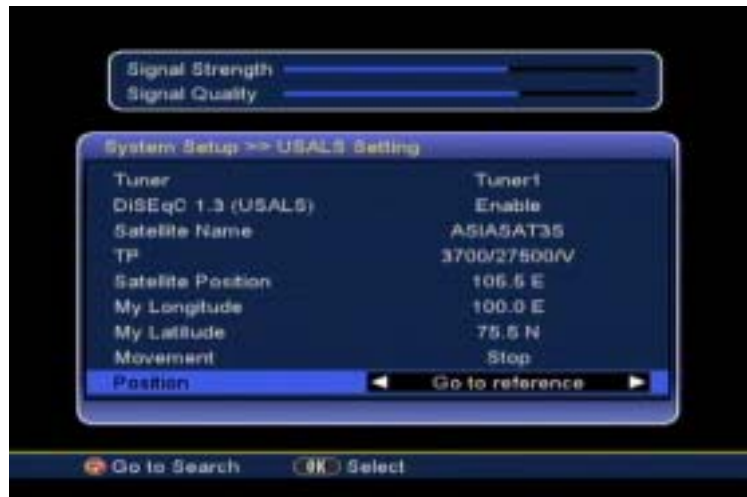 Signal Strength
Signal Quality
System Setup >> USALS Setting
Tuner Tuner1
DiSEqC 1.3 (USALS) Enable
Satellite Name ASIASAT3S
TP 3700/27500/V
Satellite Position 105.5 E
My Longitude 100.0 E
My Latitude 75.5 N
Movement Stop
Position Go to reference
Go to Search OK Select